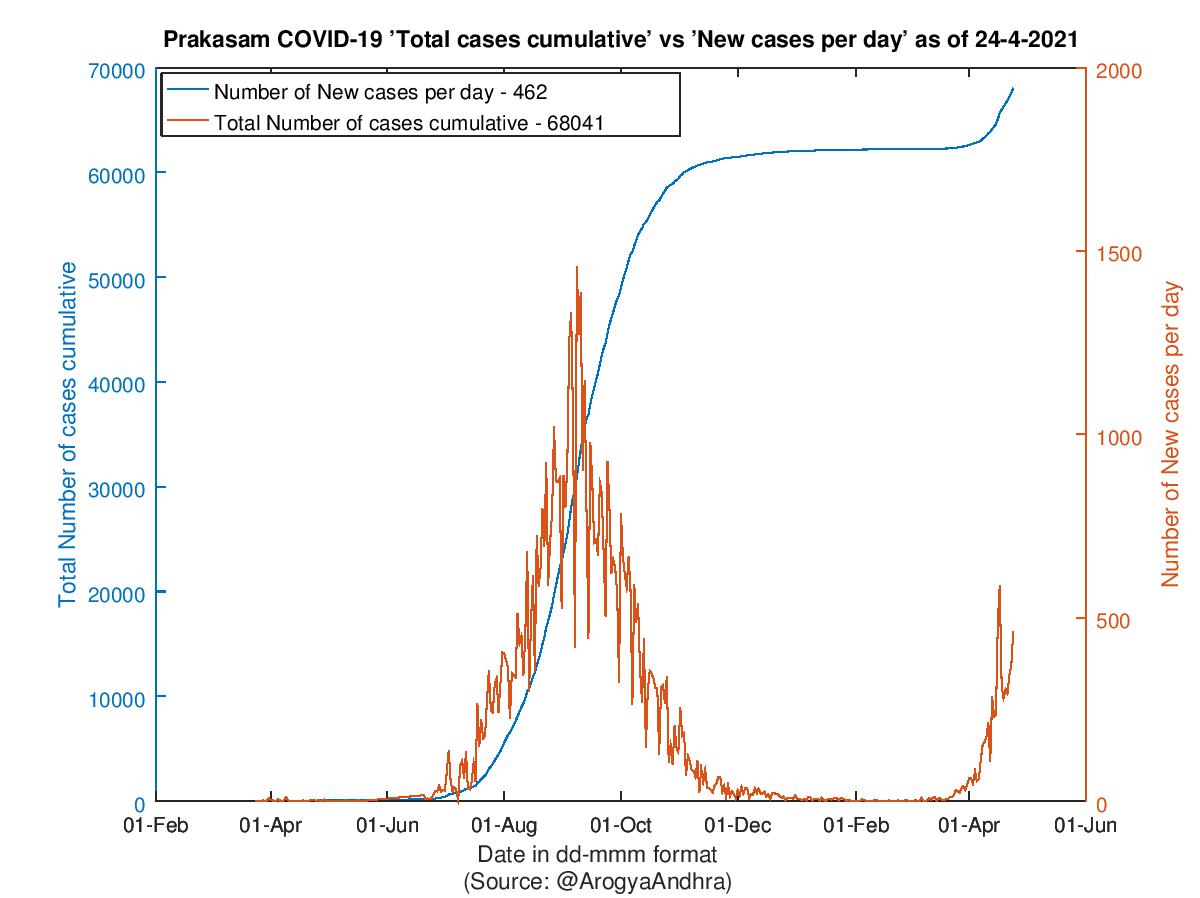 Prakasam COVID-19 ’Total cases cumulative’ vs ’New cases per day’ as of 24-4-2021
Number of New cases per day - 462
Total Number of cases cumulative - 68041
70000
60000
50000
40000
30000
20000
10000
0
Total Number of cases cumulative
2000
1500
1000
500
0
Number of New cases per day
01-Feb 01-Apr 01-Jun 01-Aug 01-Oct 01-Dec 01-Feb 01-Apr 01-Jun
Date in dd-mmm format
(Source: @ArogyaAndhra)